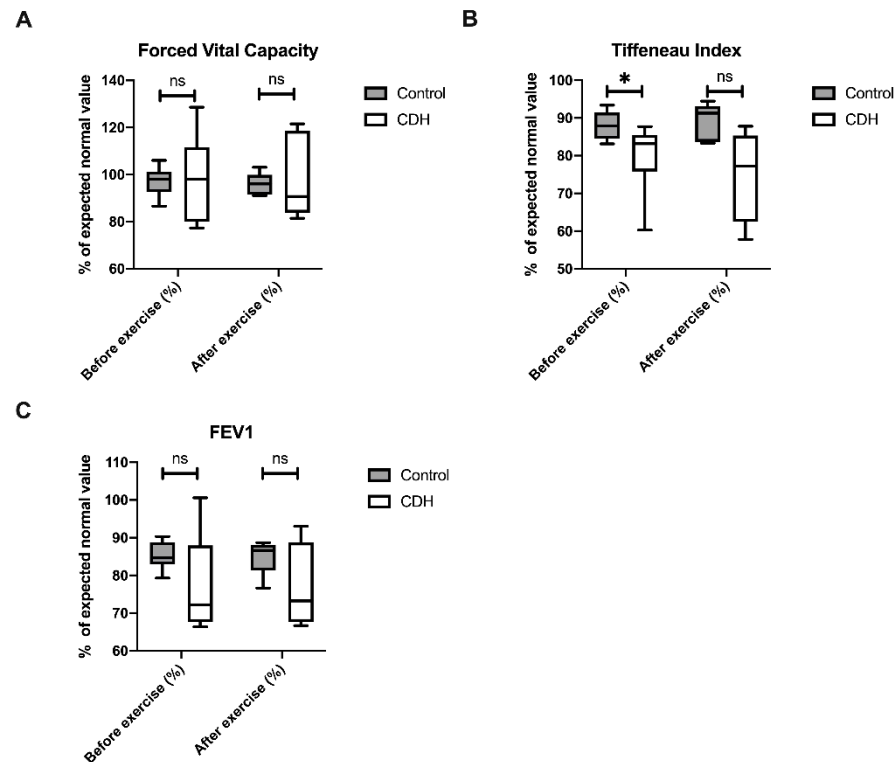 A
Forced Vital Capacity
% of expected normal value
140
120
100
80
60
ns
ns
Control
CDH
Before exercise (%)
After exercise (%)
B
Tiffeneau Index
% of expected normal value
100
90
80
70
60
50
*
ns
Control
CDH
Before exercise (%)
After exercise (%)
C
FEV1
% of expected normal value
110
100
90
80
70
60
ns
ns
Control
CDH
Before exercise (%)
After exercise (%)